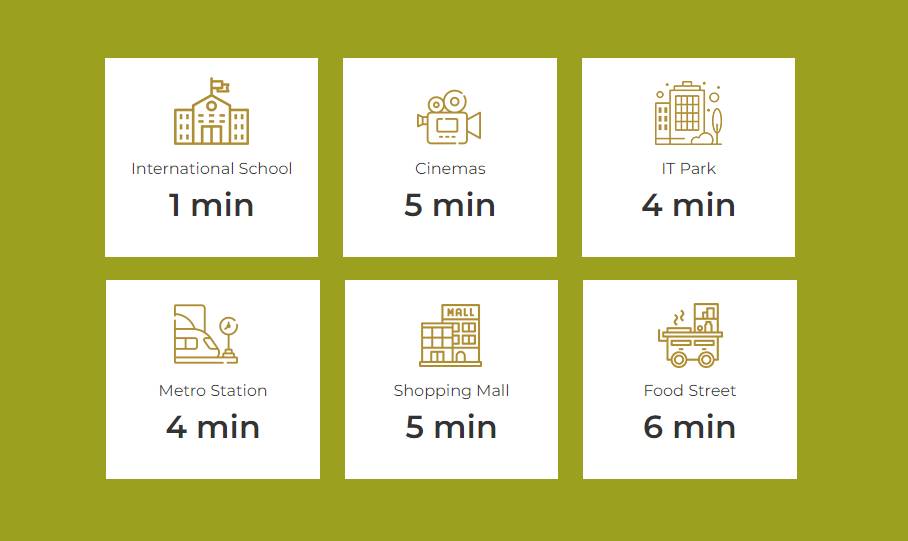 International School
1 min
Cinemas
5 min
IT Park
4 min
Metro Station
4 min
MALL
Shopping Mall
5 min
Food Street
6 min